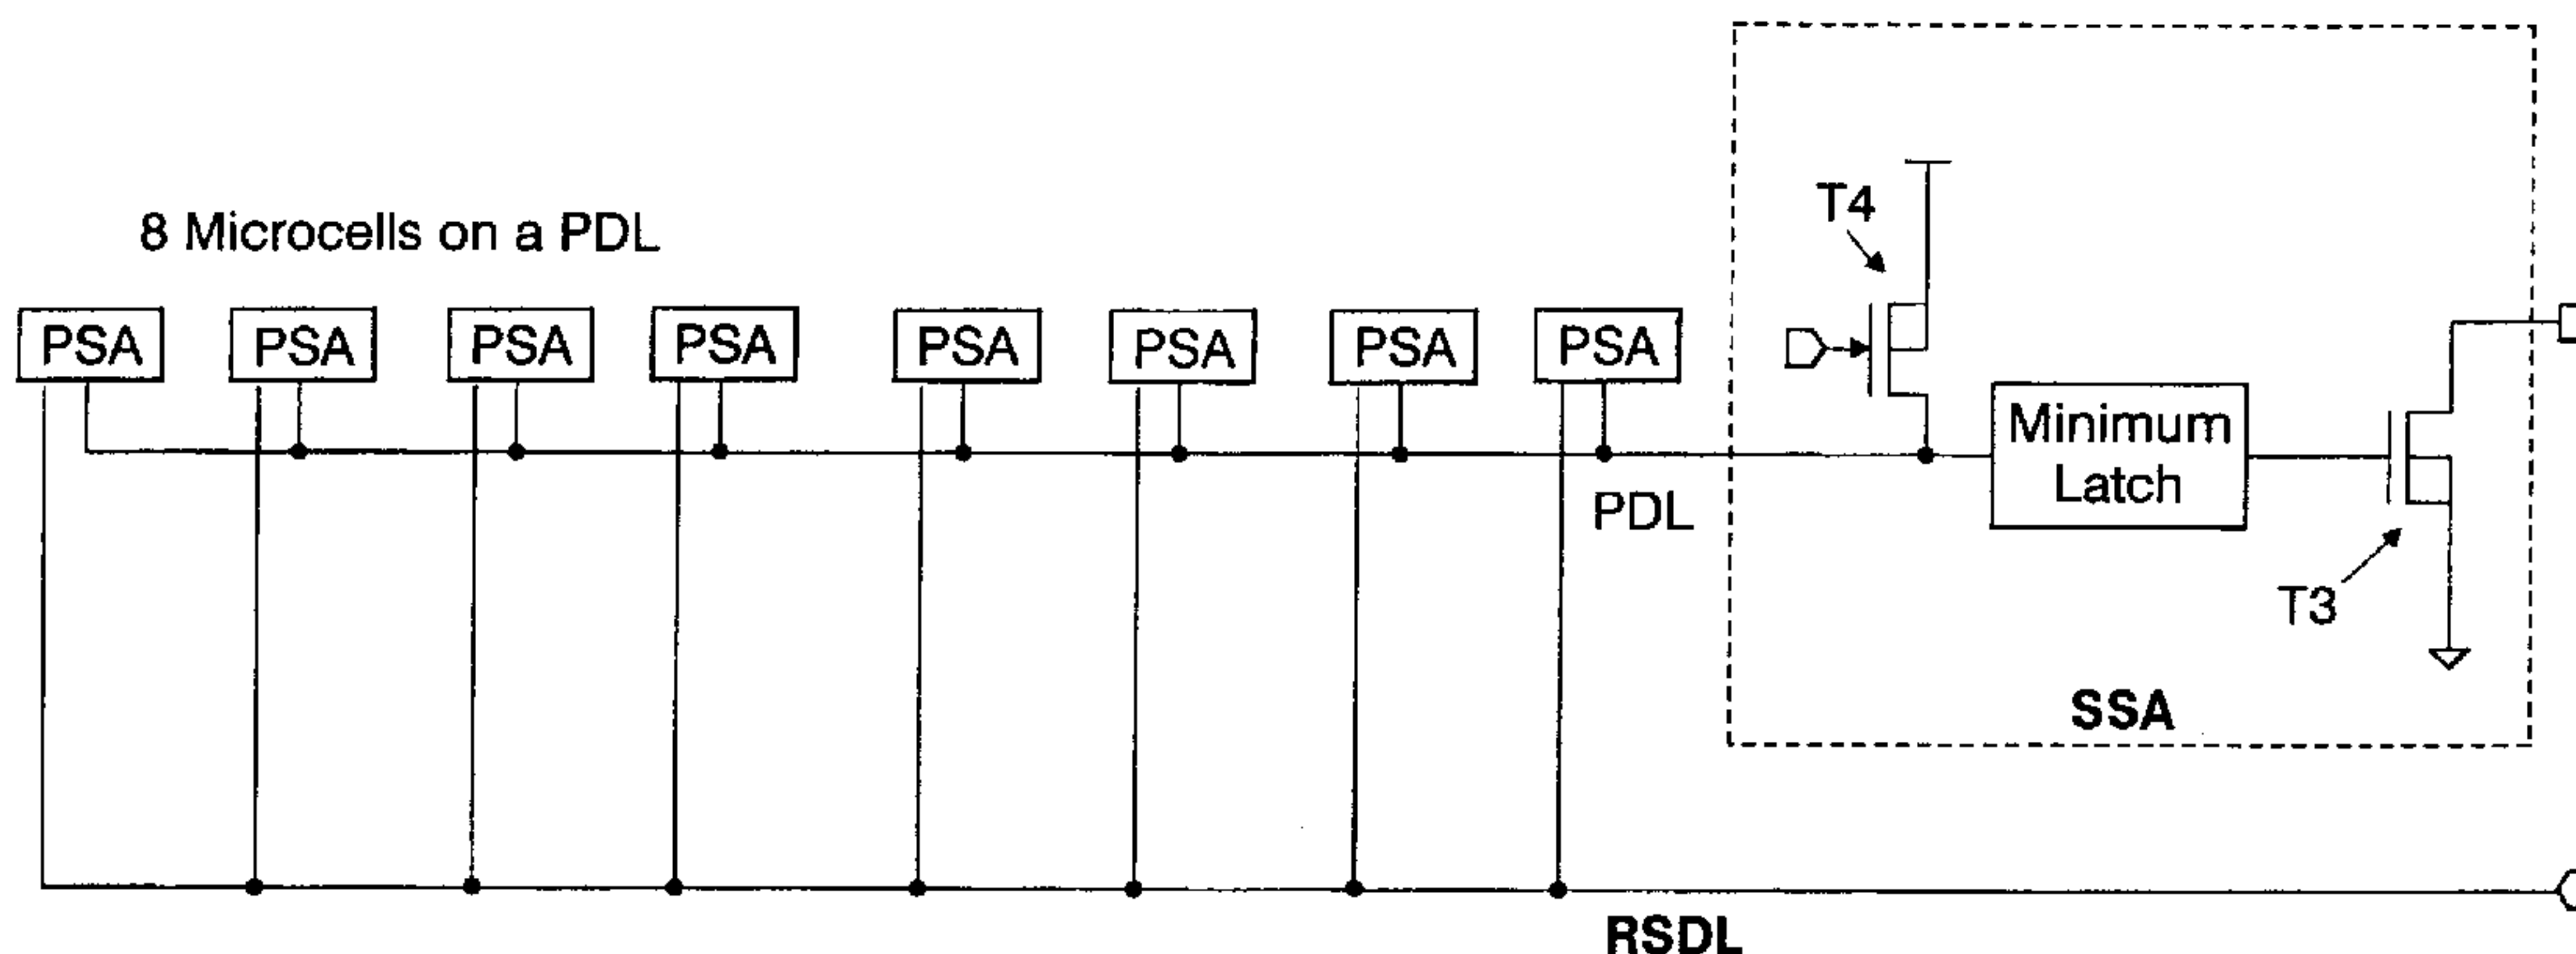 T4
8 Microcells on a PDL
PSA PSA PSA PSA PSA PSA PSA PSA
Minimum
Latch
PDL
T3
SSA
RSDL